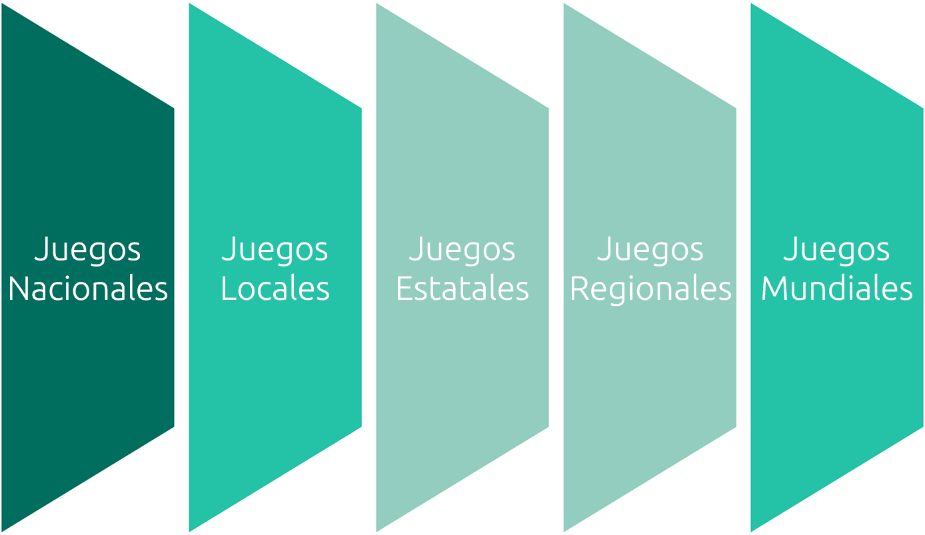 Juegos
Nacionales
Juegos
Locales
Juegos
Estatales
Juegos
Regionales
Juegos
Mundiales